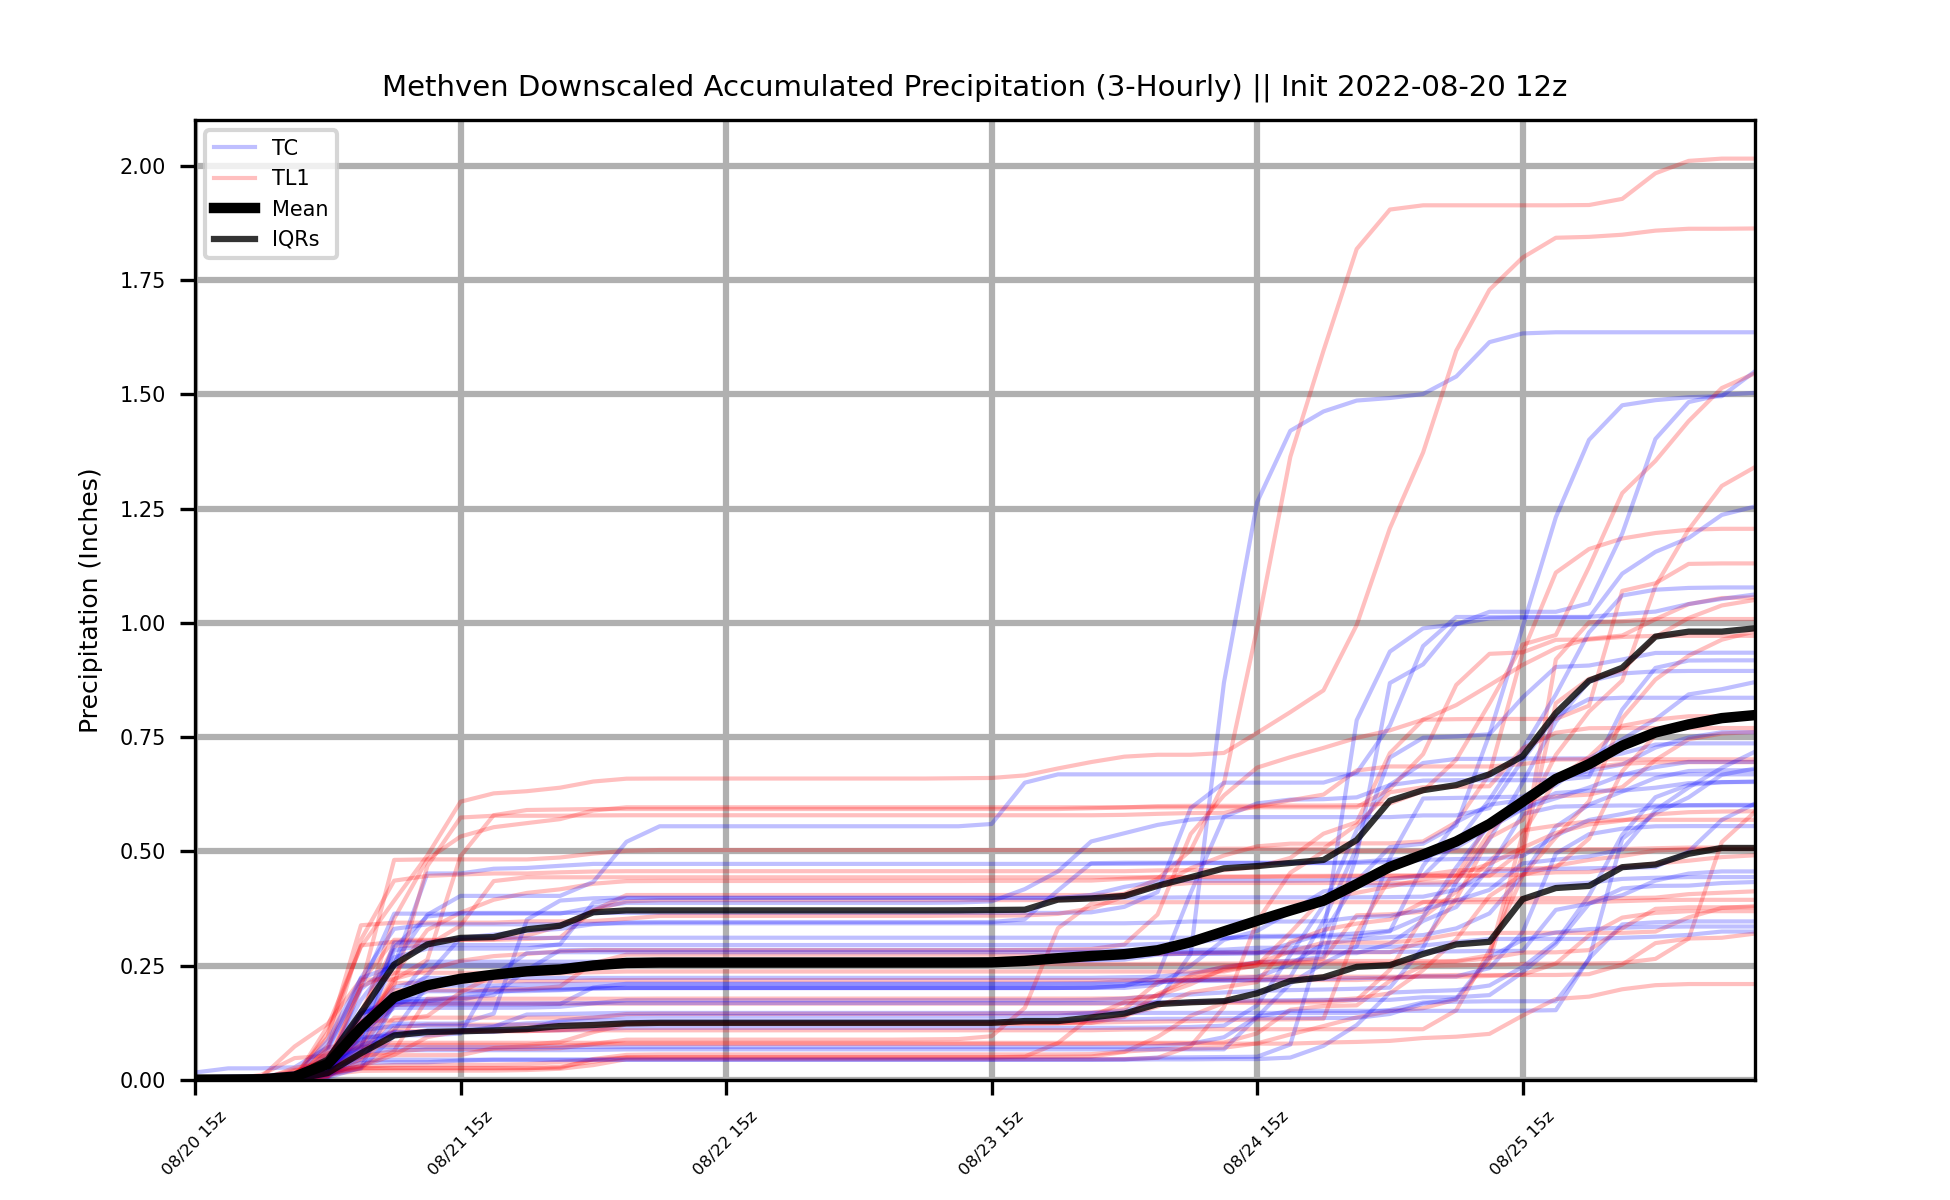 Methven Downscaled Accumulated Precipitation (3-Hourly) || Init 2022-08-20 12z
TC
TL1
Mean
IQRs
Precipitation (Inches)
2.00
1.75
1.50
1.25
1.00
0.75
0.50
0.25
0.00
08/20 15z
08/21 15z
08/22 15z
08/23 15z
08/24 15z
08/25 15z